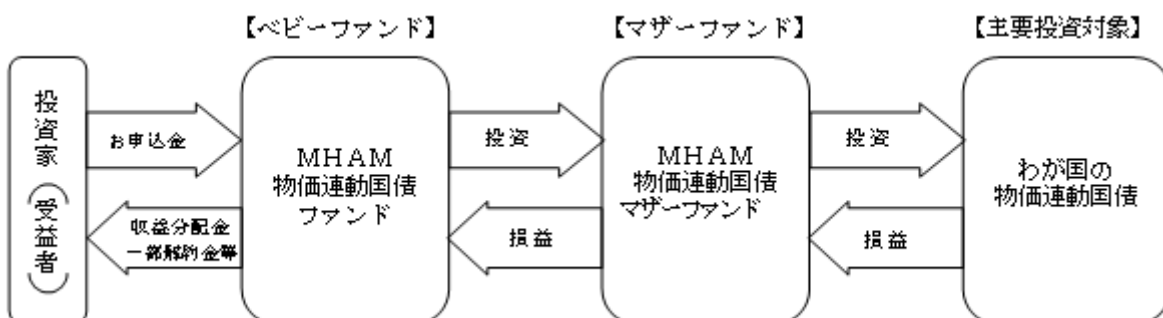 【ベビーファンド】
【マザーファンド】
【主要投資対象】
投資家（受益者）
お申込金
収益分配金
一部解約金等
MHAM
物価連動国債
ファンド
投資
損益
MHAM
物価連動国債
マザーファンド
投資
損益
わが国の
物価連動国債